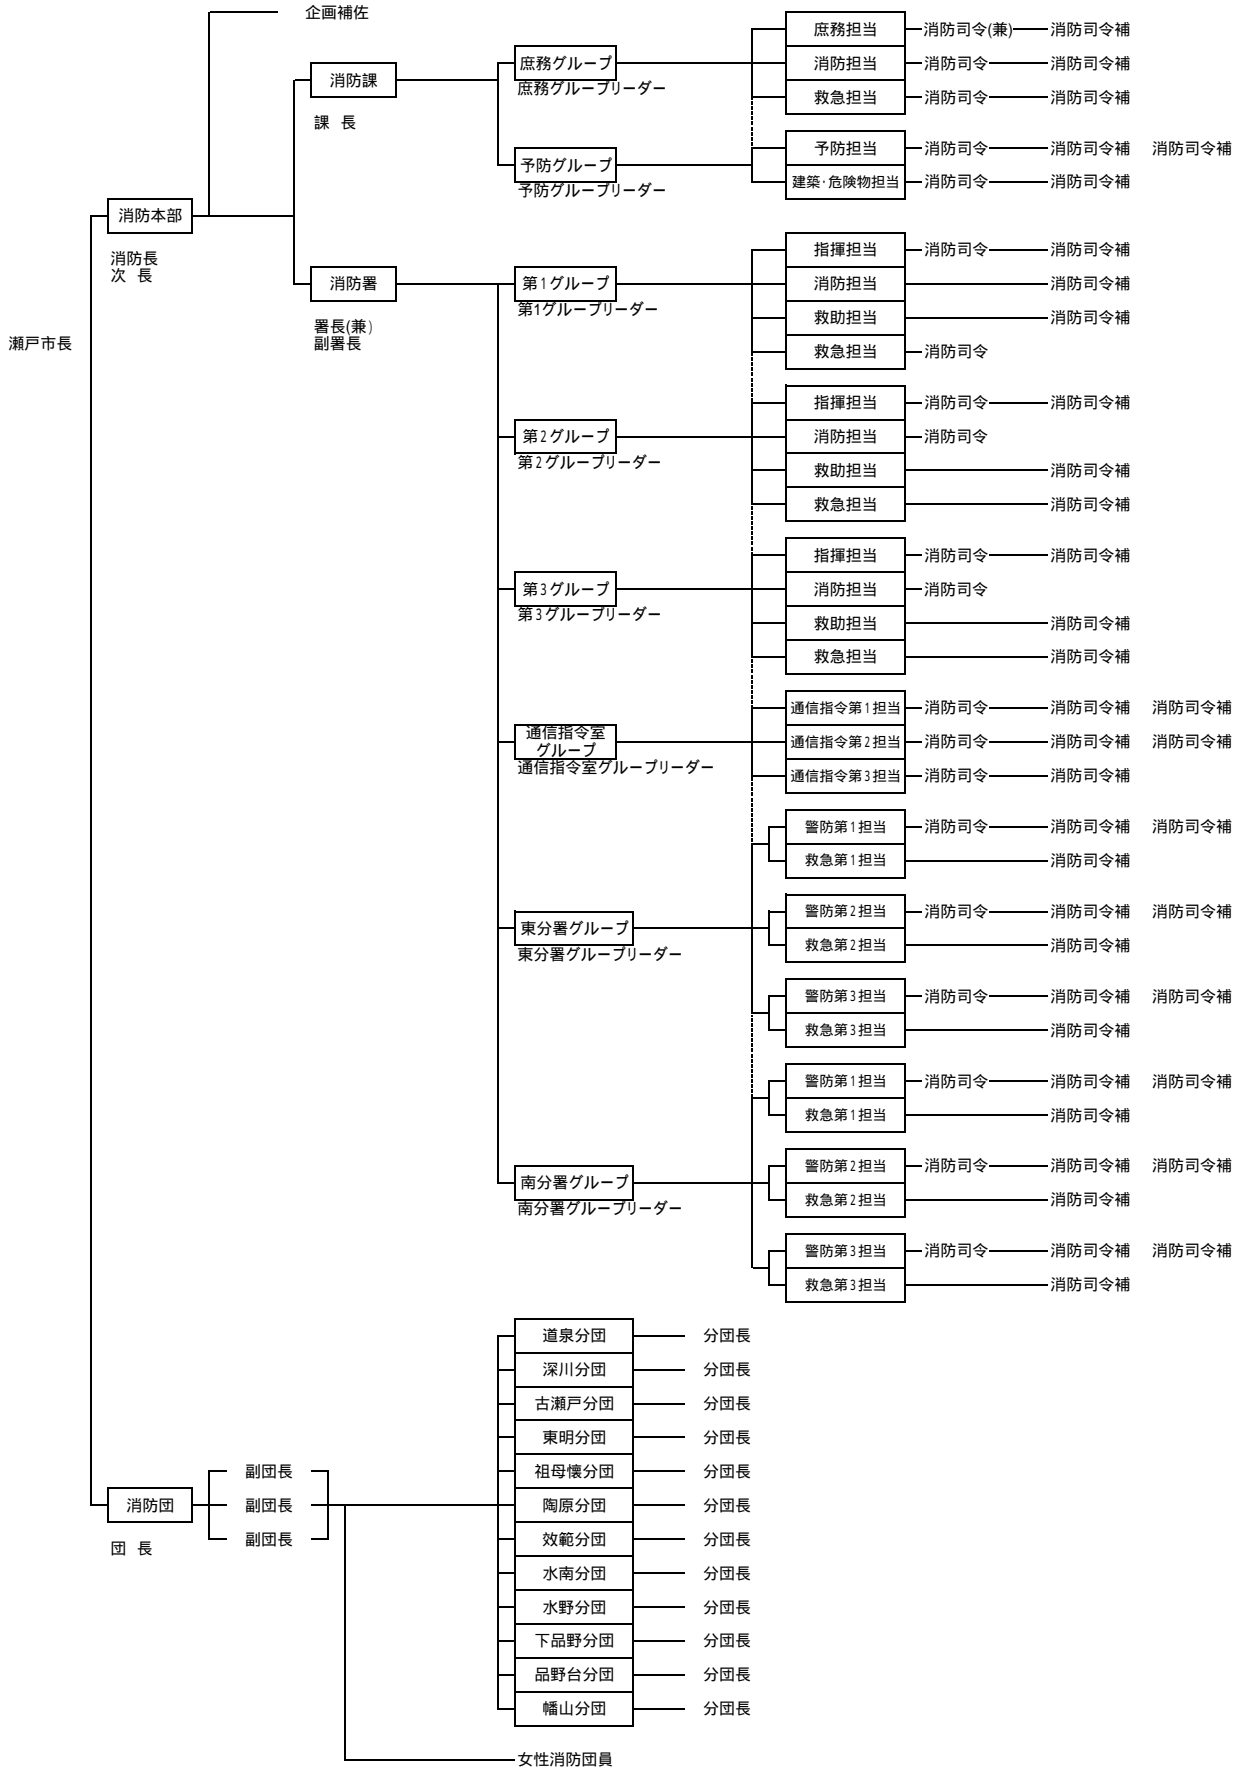 企画補佐
庶務担当 消防司令(兼) 消防司令補
庶務グループ 消防担当 消防司令 消防司令補
消防課
庶務グループリーダー 救急担当 消防司令 消防司令補
課 長
予防担当 消防司令 消防司令補 消防司令補
予防グループ
建築・危険物担当 消防司令 消防司令補
予防グループリーダー
消防本部
指揮担当 消防司令 消防司令補
消防長
次 長
消防署 第1グループ 消防担当 消防司令補
第1グループリーダー 救助担当 消防司令補
署長(兼)
副署長
瀬戸市長
救急担当 消防司令
指揮担当 消防司令 消防司令補
第2グループ 消防担当 消防司令
第2グループリーダー 救助担当 消防司令補
救急担当 消防司令補
指揮担当 消防司令 消防司令補
第3グループ 消防担当 消防司令
第3グループリーダー 救助担当 消防司令補
救急担当 消防司令補
通信指令第1担当 消防司令 消防司令補 消防司令補
通信指令室
グループ 通信指令第2担当 消防司令 消防司令補 消防司令補
通信指令室グループリーダー 通信指令第3担当 消防司令 消防司令補
警防第1担当 消防司令 消防司令補 消防司令補
救急第1担当 消防司令補
警防第2担当 消防司令 消防司令補 消防司令補
東分署グループ
救急第2担当 消防司令補
東分署グループリーダー
警防第3担当 消防司令 消防司令補 消防司令補
救急第3担当 消防司令補
警防第1担当 消防司令 消防司令補 消防司令補
救急第1担当 消防司令補
警防第2担当 消防司令 消防司令補 消防司令補
南分署グループ
救急第2担当 消防司令補
南分署グループリーダー
警防第3担当 消防司令 消防司令補 消防司令補
救急第3担当 消防司令補
道泉分団 分団長
深川分団 分団長
古瀬戸分団 分団長
東明分団 分団長
副団長 祖母懐分団 分団長
消防団 副団長 陶原分団 分団長
副団長 效範分団 分団長
団 長
水南分団 分団長
水野分団 分団長
下品野分団 分団長
品野台分団 分団長
幡山分団 分団長
女性消防団員